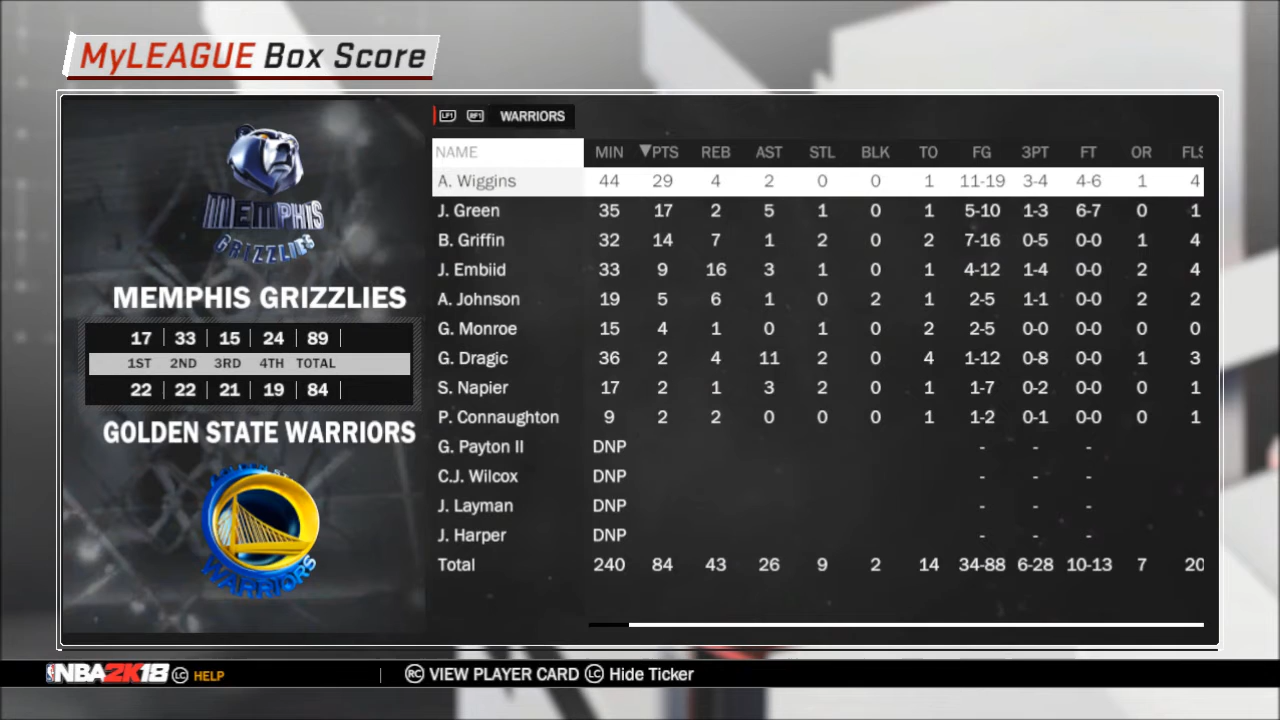 MyLEAGUE Box Score
MEMPHIS GRIZZLIES
MEMPHIS GRIZZLIES
17 33 15 24 89
1ST 2ND 3RD 4TH TOTAL
22 22 21 19 84
GOLDEN STATE WARRIORS
WARRIORS
WARRIORS
NAME MIN PTS REB AST STL BLK TO FG 3PT FT OR FLS
A. Wiggins 44 29 4 2 0 0 1 11-19 3-4 4-6 1 4
J. Green 35 17 2 5 1 0 1 5-10 1-3 6-7 0 1
B. Griffin 32 14 7 1 2 0 2 7-16 0-5 0-0 1 4
J. Embiid 33 9 16 3 1 0 1 4-12 1-4 0-0 2 4
A. Johnson 19 5 6 1 0 2 1 2-5 1-1 0-0 2 2
G. Monroe 15 4 1 0 1 0 2 2-5 0-0 0-0 0 0
G. Dragic 36 2 4 11 2 0 4 1-12 0-8 0-0 1 3
S. Napier 17 2 1 3 2 0 1 1-7 0-2 0-0 0 1
P. Connaughton 9 2 2 0 0 0 1 1-2 0-1 0-0 0 1
G. Payton II DNP - - -
C.J. Wilcox DNP - - -
J. Layman DNP - - -
J. Harper DNP - - -
Total 240 84 43 26 9 2 14 34-88 6-28 10-13 7 20
NBA2K18 LC HELP RC VIEW PLAYER CARD LC Hide Ticker